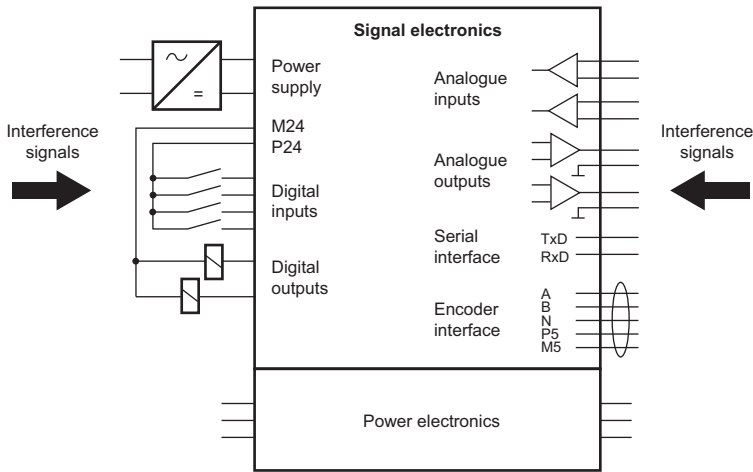 Signal electronics
Power
supply
M24
P24
Digital
inputs
Digital
outputs
Analogue
inputs
Analogue
outputs
Serial
interface
TxD
RxD
Encoder
interface
A
B
N
P5
M5
Interference
signals
Interference
signals
Power electronics